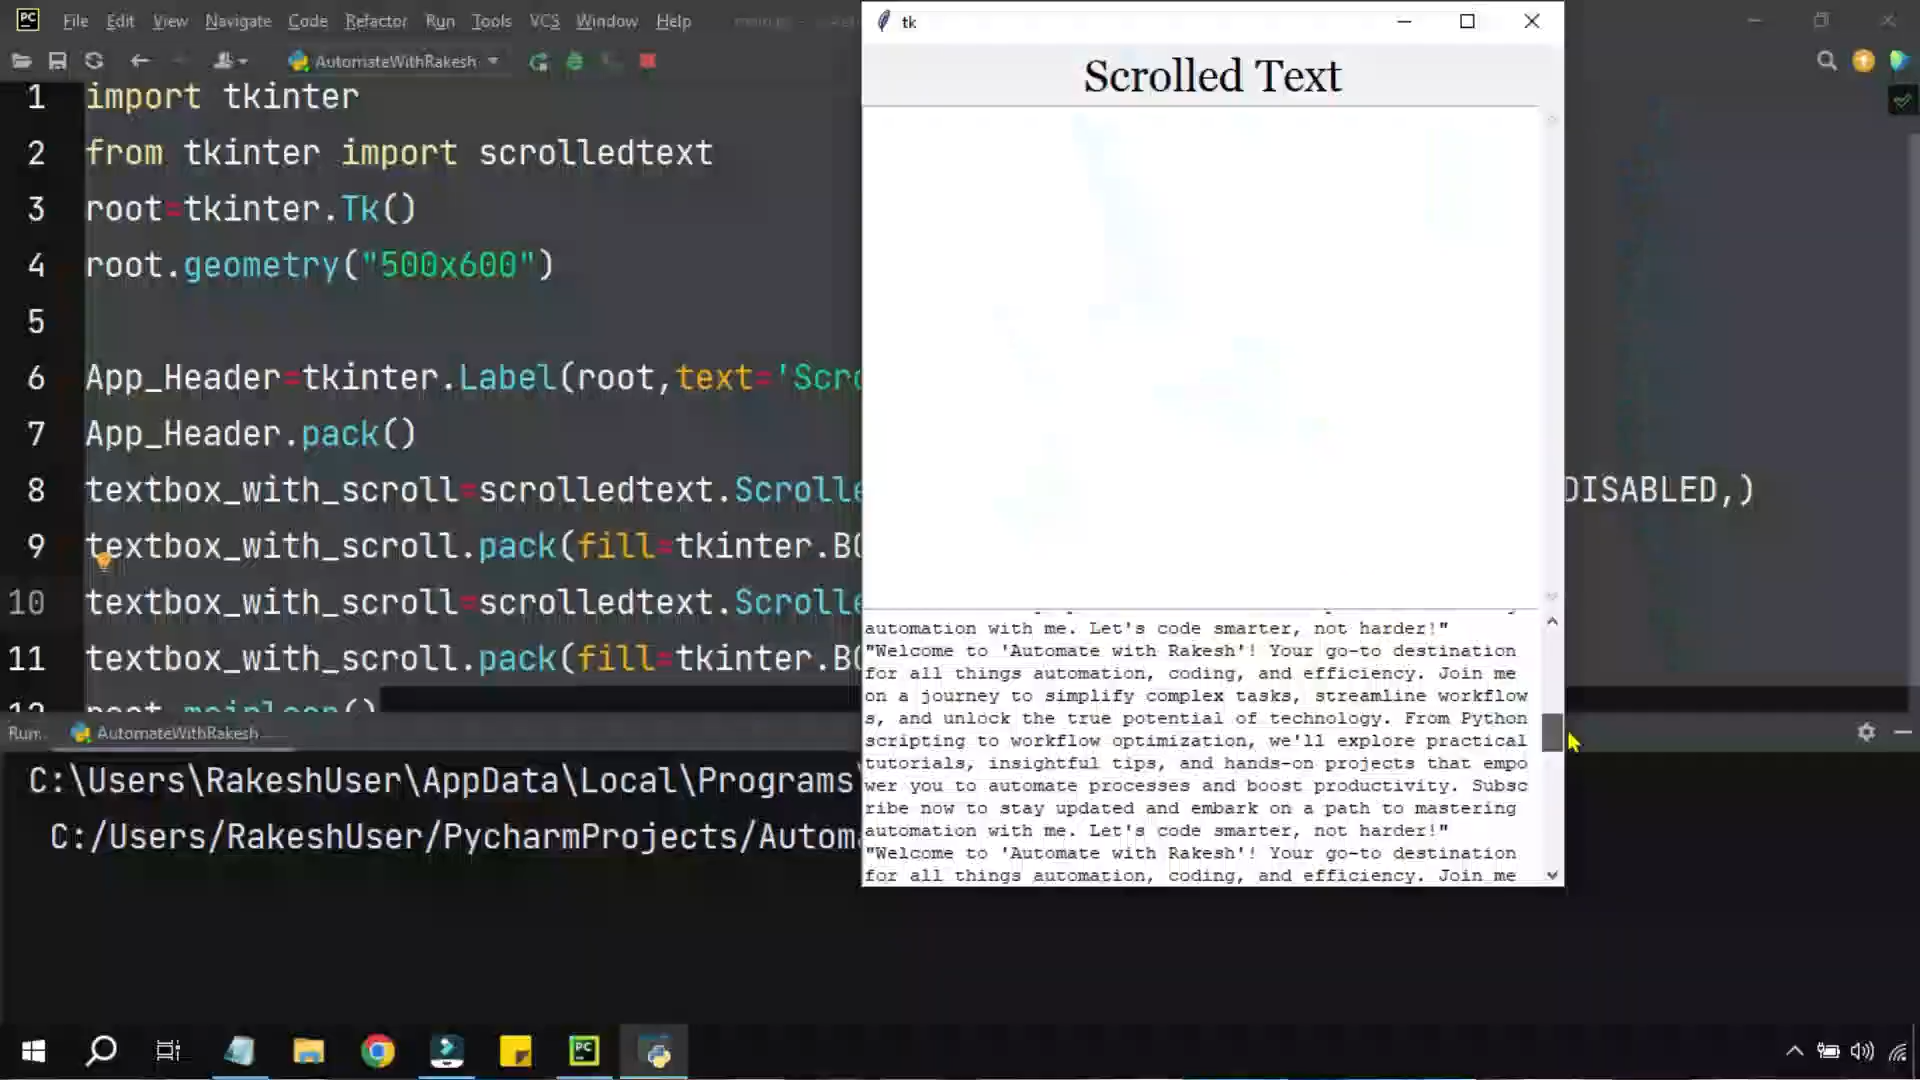 PC File Edit View Navigate Code Refactor Run Tools VCS Window Help
AutomateWithRakesh
1 import tkinter
2 from tkinter import scrolledtext
3 root=tkinter.Tk()
4 root.geometry("500x600")
5
6 App_Header=tkinter.Label(root,text='Scro
7 App_Header.pack()
8 textbox_with_scroll=scrolledtext.Scrolle
DISABLED,)
9 textbox_with_scroll.pack(fill=tkinter.BO
10 textbox_with_scroll=scrolledtext.Scrolle
11 textbox_with_scroll.pack(fill=tkinter.BO
12 root.mainloop()
tk
Scrolled Text
automation with me. Let's code smarter, not harder!"
"Welcome to 'Automate with Rakesh'! Your go-to destination
for all things automation, coding, and efficiency. Join me
on a journey to simplify complex tasks, streamline workflow
s, and unlock the true potential of technology. From Python
scripting to workflow optimization, we'll explore practical
tutorials, insightful tips, and hands-on projects that empo
wer you to automate processes and boost productivity. Subsc
ribe now to stay updated and embark on a path to mastering
automation with me. Let's code smarter, not harder!"
"Welcome to 'Automate with Rakesh'! Your go-to destination
for all things automation, coding, and efficiency. Join me
Run: AutomateWithRakesh
C:\Users\RakeshUser\AppData\Local\Programs\
C:/Users/RakeshUser/PycharmProjects/Automa
PC